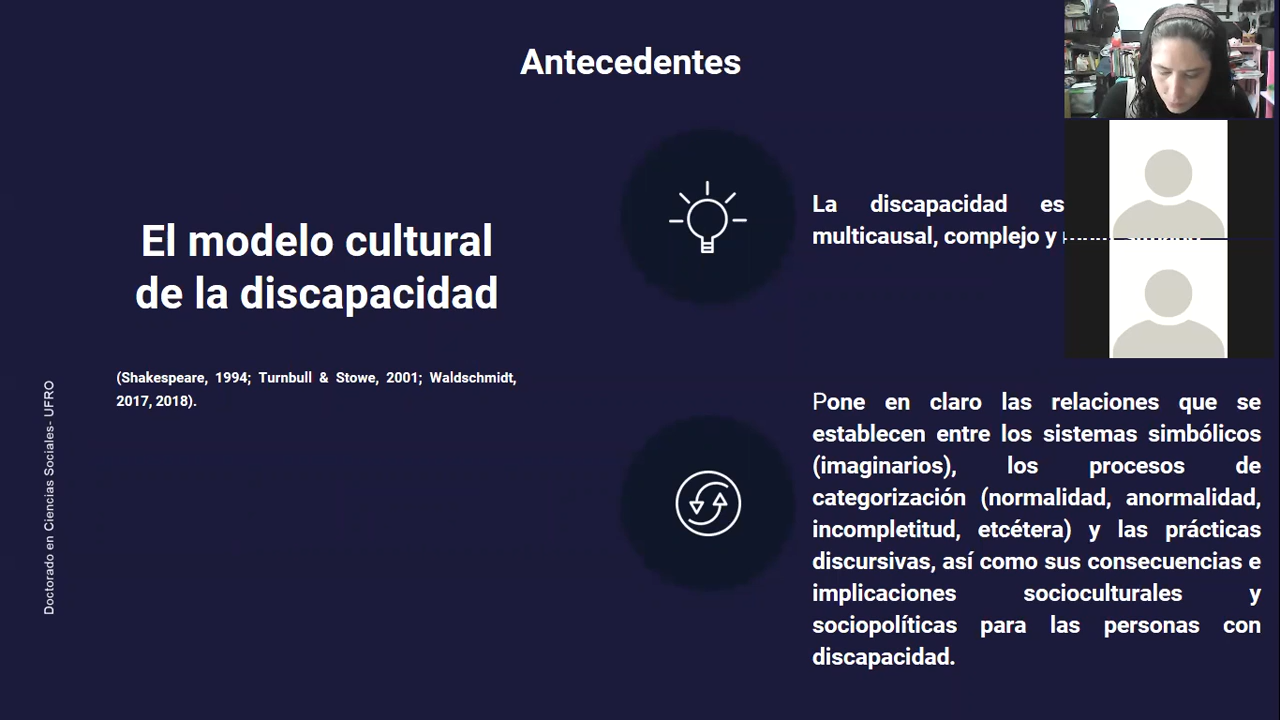 Antecedentes
El modelo cultural
de la discapacidad
(Shakespeare, 1994; Turnbull & Stowe, 2001; Waldschmidt,
2017, 2018).
Doctorado en Ciencias Sociales- UFRO
La discapacidad es
multicausal, complejo y
Pone en claro las relaciones que se
establecen entre los sistemas simbólicos
(imaginarios), los procesos de
categorización (normalidad, anormalidad,
incompletitud, etcétera) y las prácticas
discursivas, así como sus consecuencias e
implicaciones socioculturales y
sociopolíticas para las personas con
discapacidad.